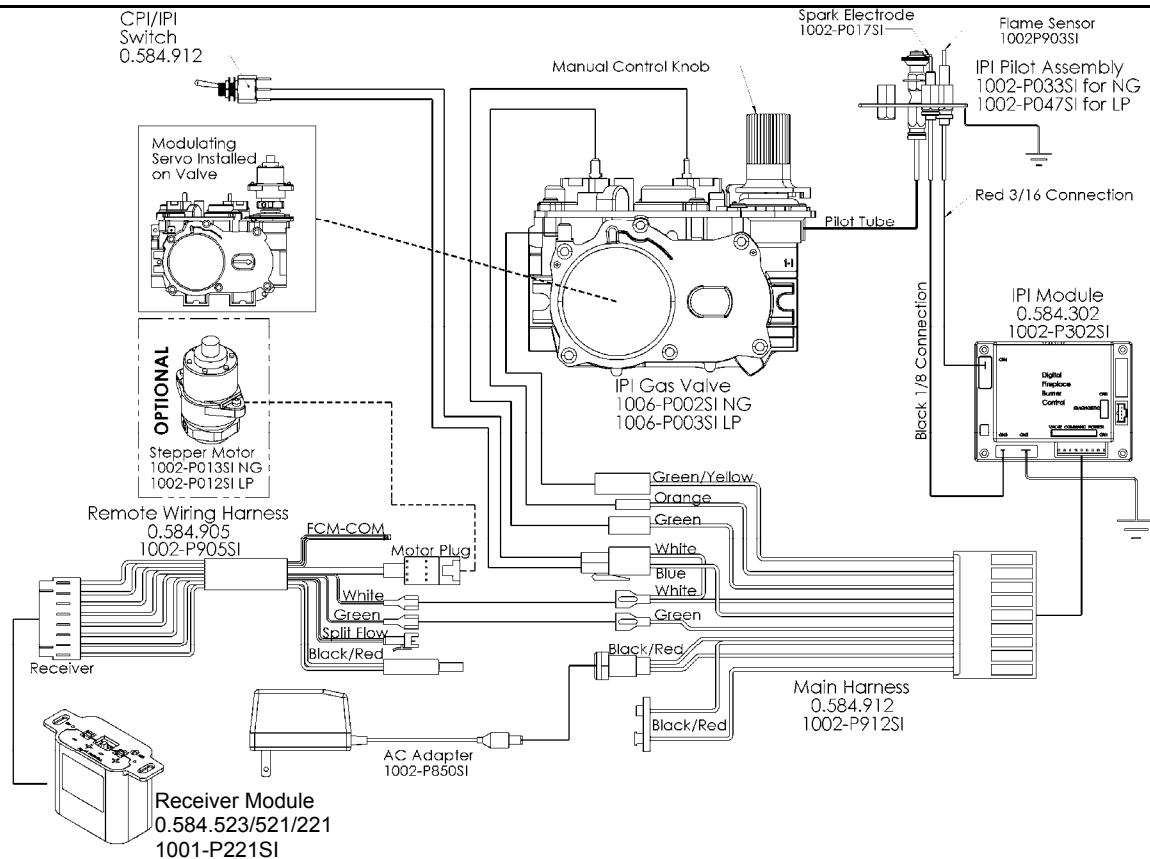 CPI/IPI
Switch
0.584.912
Spark Electrode
1002-P017SI
Flame Sensor
1002P903SI
IPI Pilot Assembly
1002-P033SI for NG
1002-P047SI for LP
Manual Control Knob
Modulating
Servo Installed
on Valve
Red 3/16 Connection
Pilot Tube
1-1
Black 1/8 Connection
IPI Module
0.584.302
1002-P302SI
Digital
Fireplace
Burner
Control
DIAGNOSTIC
VALVE COMMAND POWER
IPI Gas Valve
1006-P002SI NG
1006-P003SI LP
OPTIONAL
Stepper Motor
1002-P013SI NG
1002-P012SI LP
Remote Wiring Harness
0.584.905
1002-P905SI
FCM-COM
Motor Plug
Green/Yellow
Orange
Green
White
Blue
White
White
Green
Green
Split Flow
Black/Red
Black/Red
Receiver
Main Harness
0.584.912
1002-P912SI
Black/Red
AC Adapter
1002-P850SI
Receiver Module
0.584.523/521/221
1001-P221SI